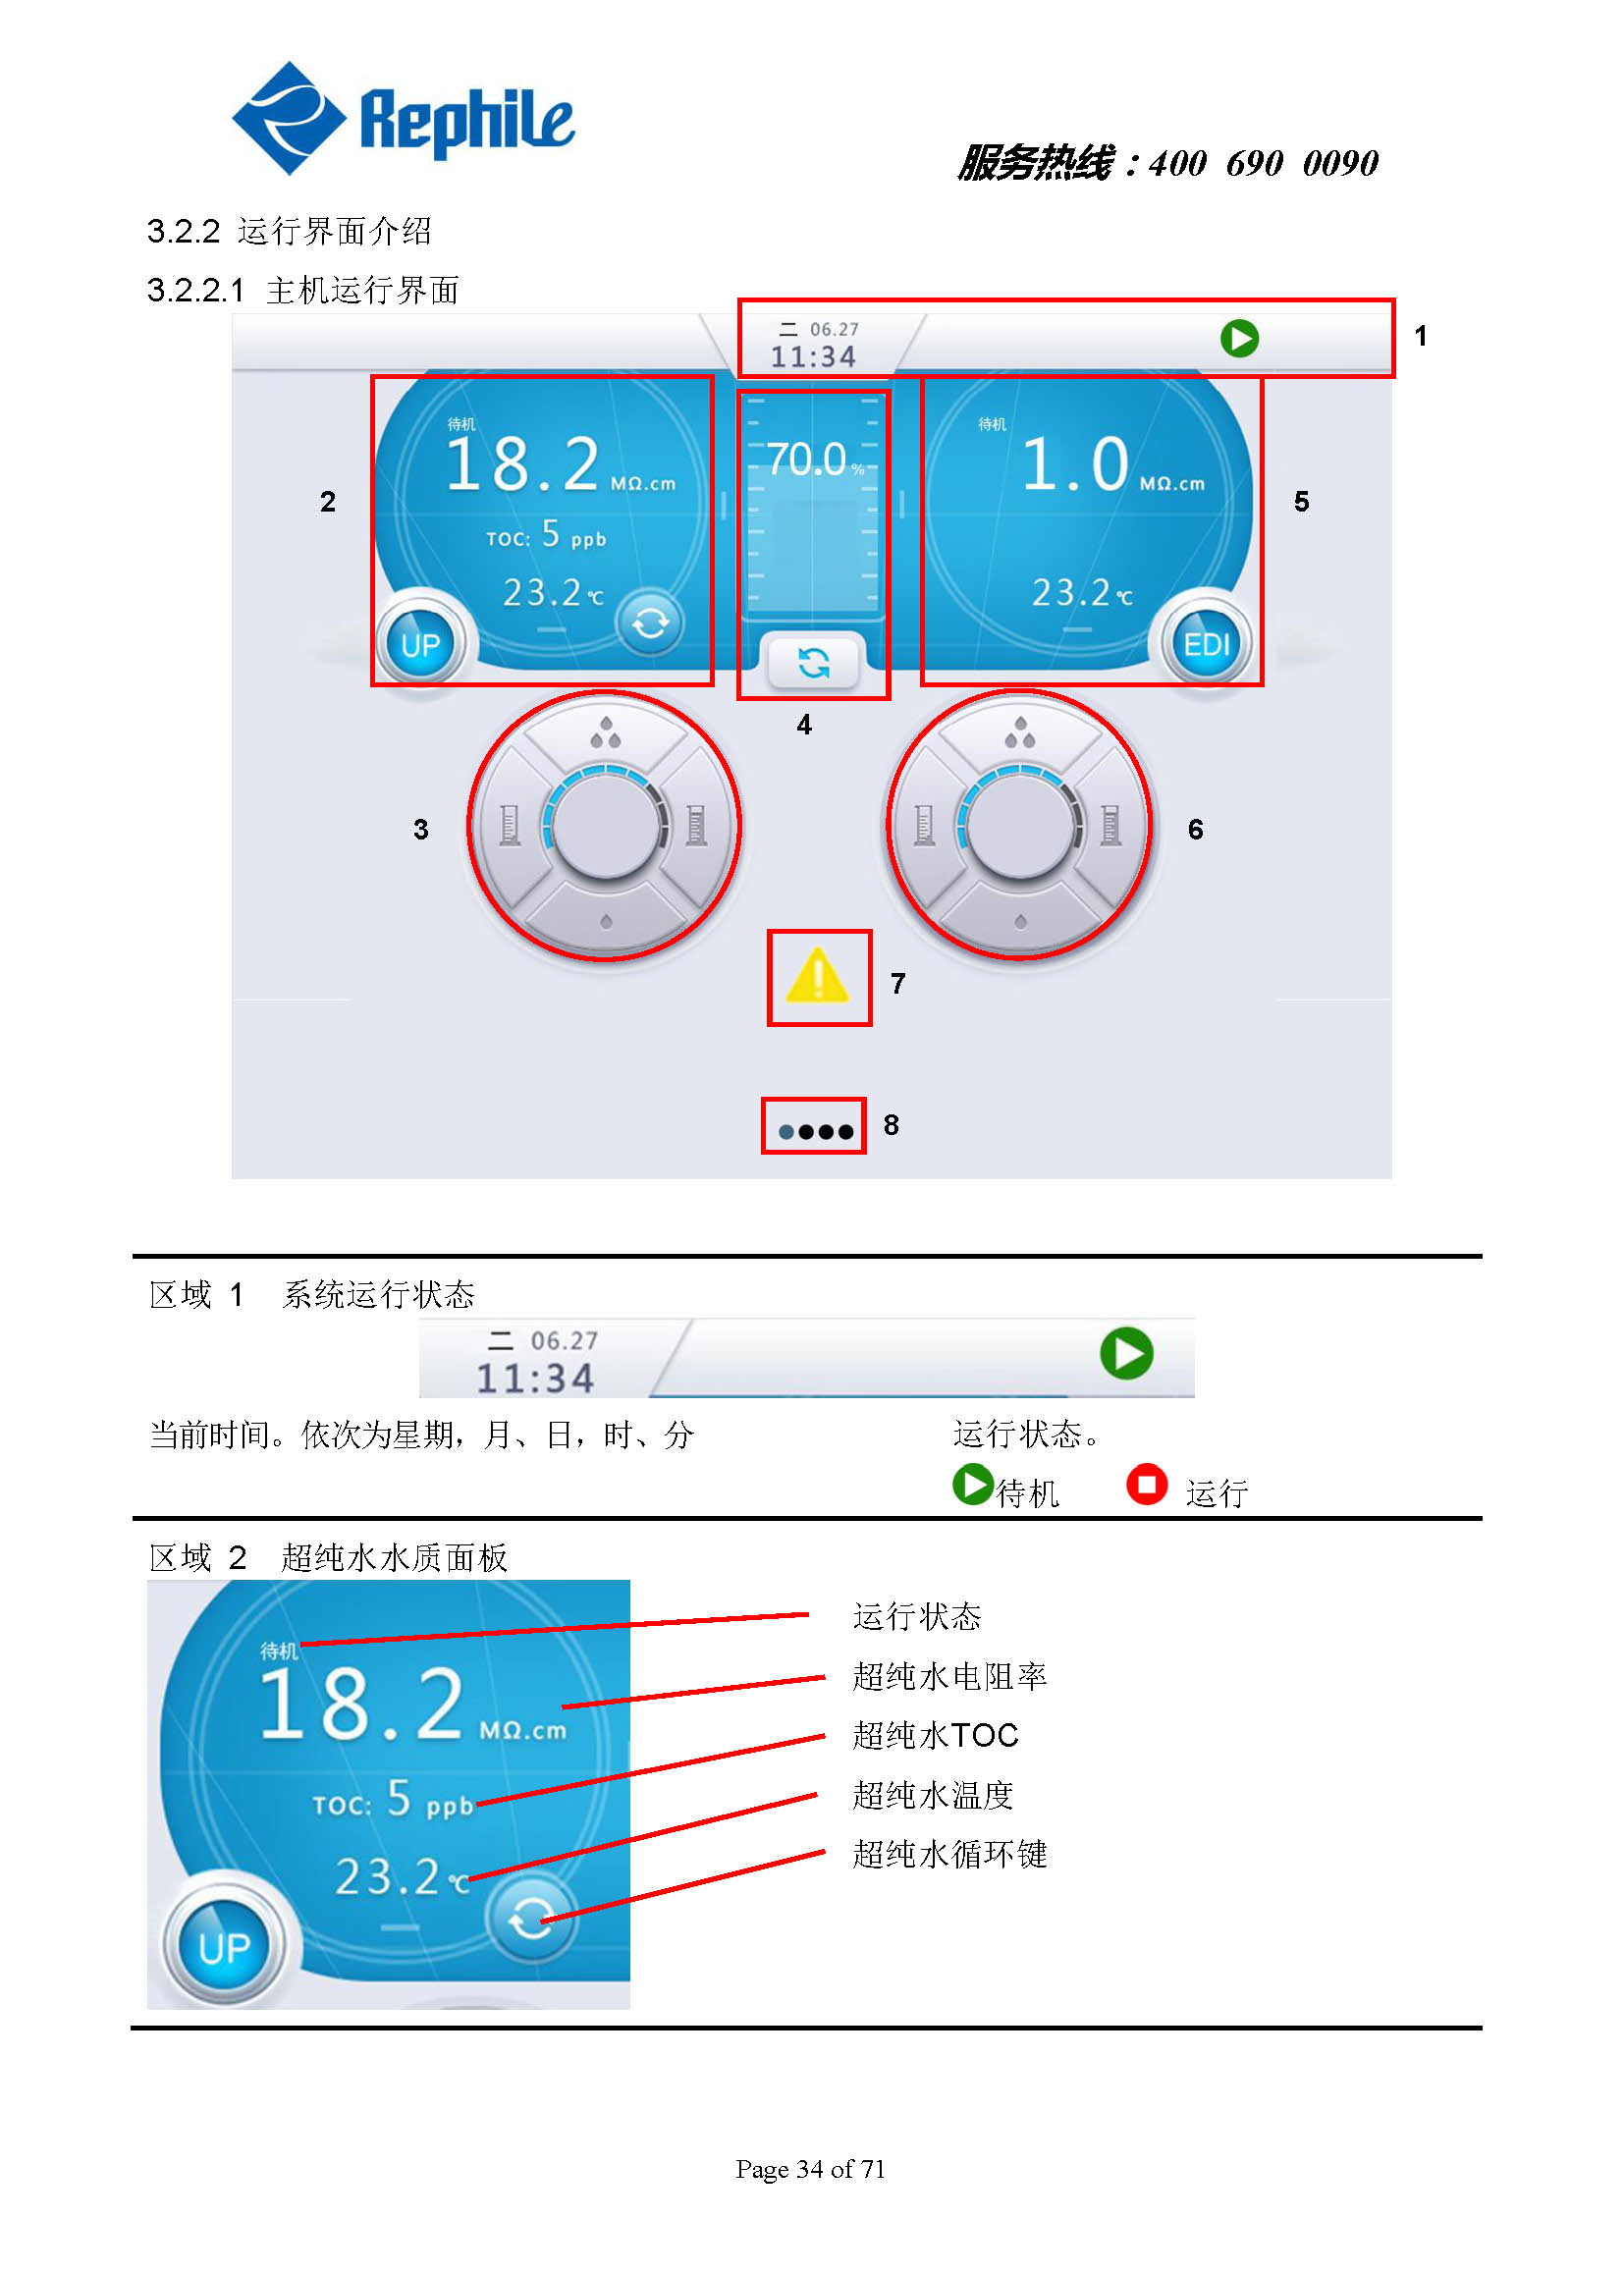 Rephile
服务热线：400 690 0090
3.2.2 运行界面介绍
3.2.2.1 主机运行界面
二 06.27
11:34
1
待机
18.2 MΩ.cm
TOC: 5 ppb
23.2 ℃
UP
2
70.0 %
4
待机
1.0 MΩ.cm
23.2 ℃
EDI
5
3
6
7
8
区域 1 系统运行状态
二 06.27
11:34
当前时间。依次为星期，月、日，时、分
运行状态。
待机 运行
区域 2 超纯水水质面板
待机
18.2 MΩ.cm
TOC: 5 ppb
23.2 ℃
UP
运行状态
超纯水电阻率
超纯水TOC
超纯水温度
超纯水循环键
Page 34 of 71